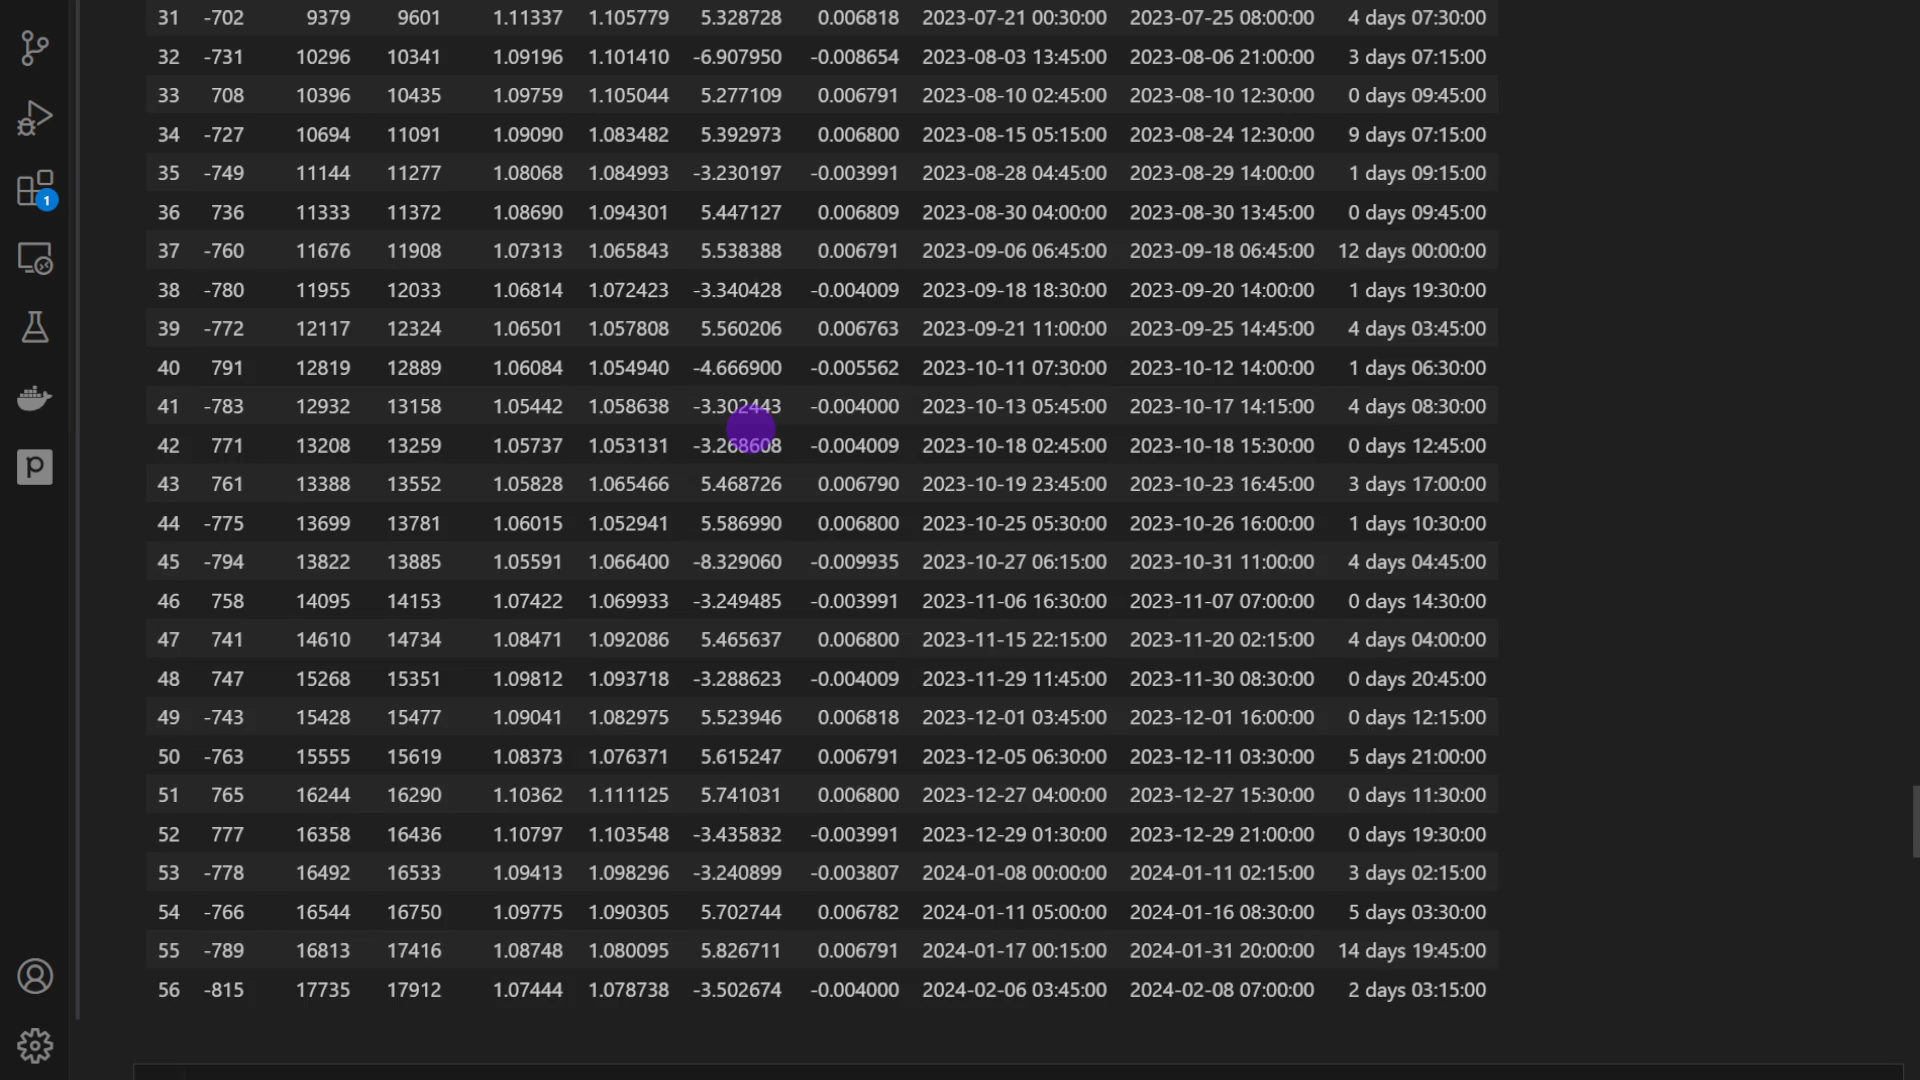 31 -702 9379 9601 1.11337 1.105779 5.328728 0.006818 2023-07-21 00:30:00 2023-07-25 08:00:00 4 days 07:30:00
32 -731 10296 10341 1.09196 1.101410 -6.907950 -0.008654 2023-08-03 13:45:00 2023-08-06 21:00:00 3 days 07:15:00
33 708 10396 10435 1.09759 1.105044 5.277109 0.006791 2023-08-10 02:45:00 2023-08-10 12:30:00 0 days 09:45:00
34 -727 10694 11091 1.09090 1.083482 5.392973 0.006800 2023-08-15 05:15:00 2023-08-24 12:30:00 9 days 07:15:00
35 -749 11144 11277 1.08068 1.084993 -3.230197 -0.003991 2023-08-28 04:45:00 2023-08-29 14:00:00 1 days 09:15:00
36 736 11333 11372 1.08690 1.094301 5.447127 0.006809 2023-08-30 04:00:00 2023-08-30 13:45:00 0 days 09:45:00
37 -760 11676 11908 1.07313 1.065843 5.538388 0.006791 2023-09-06 06:45:00 2023-09-18 06:45:00 12 days 00:00:00
38 -780 11955 12033 1.06814 1.072423 -3.340428 -0.004009 2023-09-18 18:30:00 2023-09-20 14:00:00 1 days 19:30:00
39 -772 12117 12324 1.06501 1.057808 5.560206 0.006763 2023-09-21 11:00:00 2023-09-25 14:45:00 4 days 03:45:00
40 791 12819 12889 1.06084 1.054940 -4.666900 -0.005562 2023-10-11 07:30:00 2023-10-12 14:00:00 1 days 06:30:00
1
41 -783 12932 13158 1.05442 1.058638 -3.302443 -0.004000 2023-10-13 05:45:00 2023-10-17 14:15:00 4 days 08:30:00
42 771 13208 13259 1.05737 1.053131 -3.268608 -0.004009 2023-10-18 02:45:00 2023-10-18 15:30:00 0 days 12:45:00
43 761 13388 13552 1.05828 1.065466 5.468726 0.006790 2023-10-19 23:45:00 2023-10-23 16:45:00 3 days 17:00:00
44 -775 13699 13781 1.06015 1.052941 5.586990 0.006800 2023-10-25 05:30:00 2023-10-26 16:00:00 1 days 10:30:00
45 -794 13822 13885 1.05591 1.066400 -8.329060 -0.009935 2023-10-27 06:15:00 2023-10-31 11:00:00 4 days 04:45:00
46 758 14095 14153 1.07422 1.069933 -3.249485 -0.003991 2023-11-06 16:30:00 2023-11-07 07:00:00 0 days 14:30:00
47 741 14610 14734 1.08471 1.092086 5.465637 0.006800 2023-11-15 22:15:00 2023-11-20 02:15:00 4 days 04:00:00
48 747 15268 15351 1.09812 1.093718 -3.288623 -0.004009 2023-11-29 11:45:00 2023-11-30 08:30:00 0 days 20:45:00
49 -743 15428 15477 1.09041 1.082975 5.523946 0.006818 2023-12-01 03:45:00 2023-12-01 16:00:00 0 days 12:15:00
50 -763 15555 15619 1.08373 1.076371 5.615247 0.006791 2023-12-05 06:30:00 2023-12-11 03:30:00 5 days 21:00:00
51 765 16244 16290 1.10362 1.111125 5.741031 0.006800 2023-12-27 04:00:00 2023-12-27 15:30:00 0 days 11:30:00
52 777 16358 16436 1.10797 1.103548 -3.435832 -0.003991 2023-12-29 01:30:00 2023-12-29 21:00:00 0 days 19:30:00
53 -778 16492 16533 1.09413 1.098296 -3.240899 -0.003807 2024-01-08 00:00:00 2024-01-11 02:15:00 3 days 02:15:00
54 -766 16544 16750 1.09775 1.090305 5.702744 0.006782 2024-01-11 05:00:00 2024-01-16 08:30:00 5 days 03:30:00
55 -789 16813 17416 1.08748 1.080095 5.826711 0.006791 2024-01-17 00:15:00 2024-01-31 20:00:00 14 days 19:45:00
56 -815 17735 17912 1.07444 1.078738 -3.502674 -0.004000 2024-02-06 03:45:00 2024-02-08 07:00:00 2 days 03:15:00